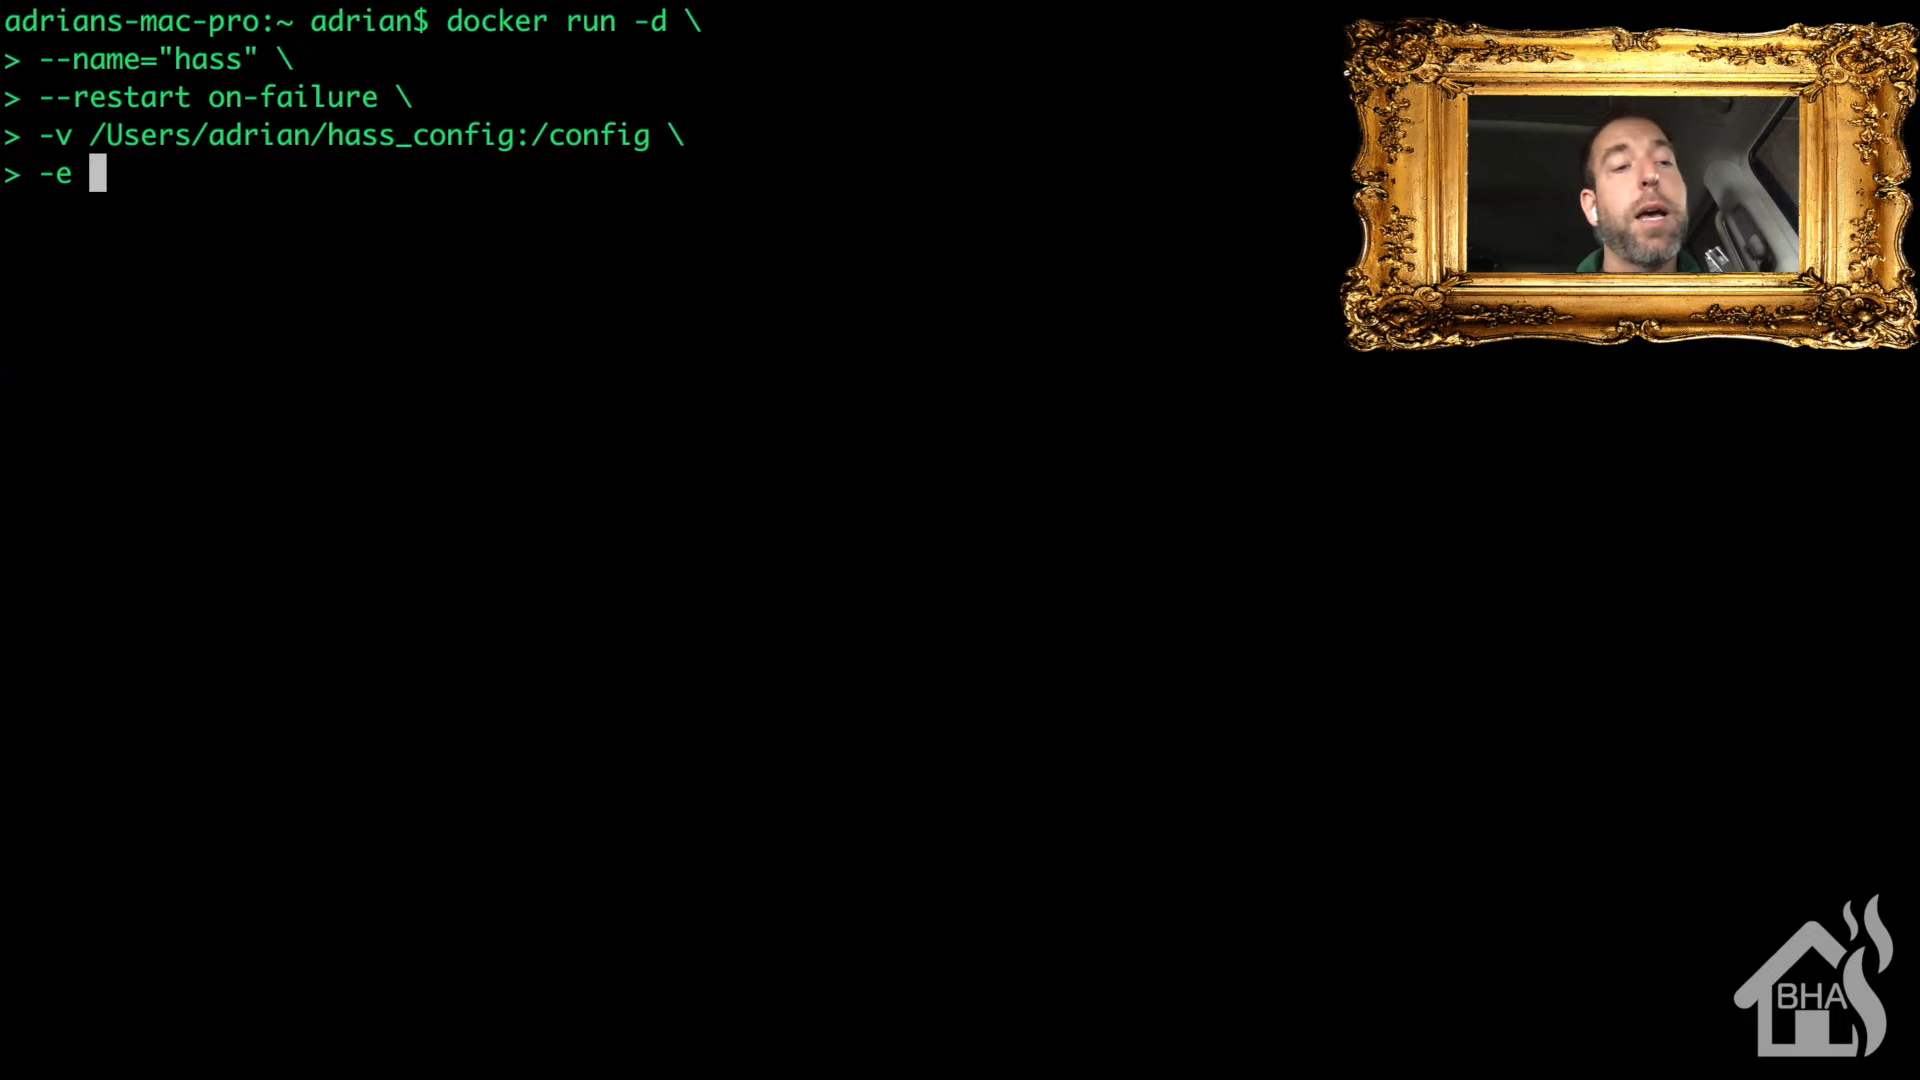 adrians-mac-pro:~ adrian$ docker run -d \
> --name="hass" \
> --restart on-failure \
> -v /Users/adrian/hass_config:/config \
> -e
BHA